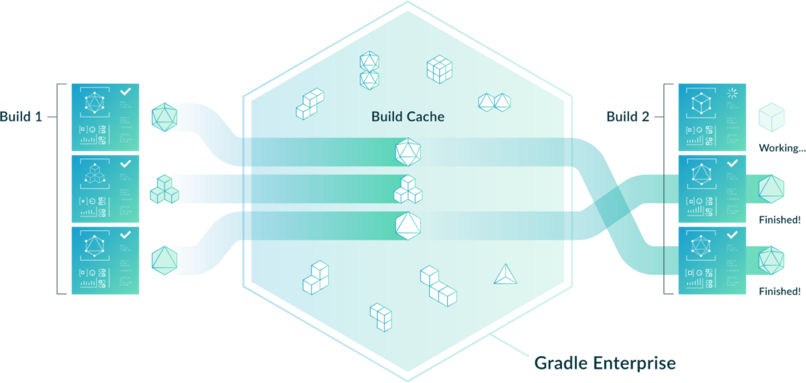 Build 1
Build Cache
Build 2
Working...
Finished!
Finished!
Gradle Enterprise